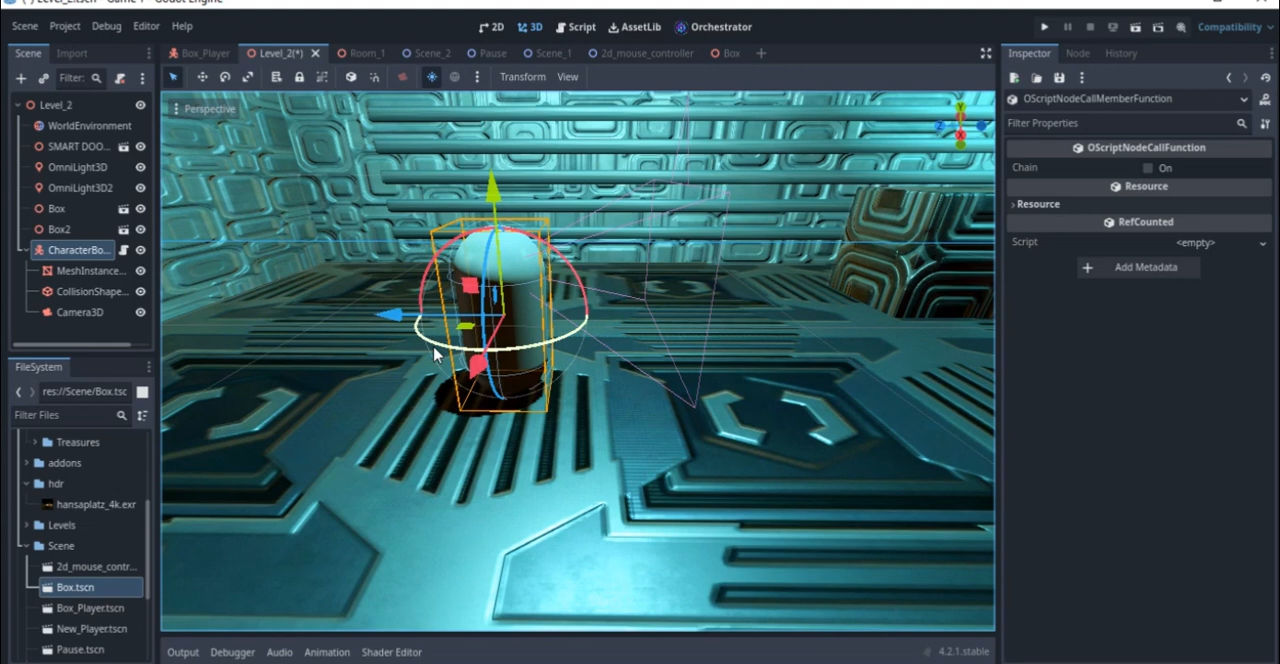 Scene Project Debug Editor Help
2D 3D Script AssetLib Orchestrator
Compatibility
Scene Import
Box_Player Level_2(*) Room_1 Scene_2 Pause Scene_1 2d_mouse_controller Box
Inspector Node History
Filter:
Transform View
Perspective
Y
Z
X
Level_2
WorldEnvironment
SMART DOO...
OmniLight3D
OmniLight3D2
Box
Box2
CharacterBo...
MeshInstance...
CollisionShape...
Camera3D
FileSystem
res://Scene/Box.tsc
Filter Files
Treasures
addons
hdr
hansaplatz_4k.exr
Levels
Scene
2d_mouse_contr...
Box.tscn
Box_Player.tscn
New_Player.tscn
Pause.tscn
OScriptNodeCallMemberFunction
Filter Properties
OScriptNodeCallFunction
Chain On
Resource
Resource
RefCounted
Script <empty>
Add Metadata
Output Debugger Audio Animation Shader Editor
4.2.1.stable